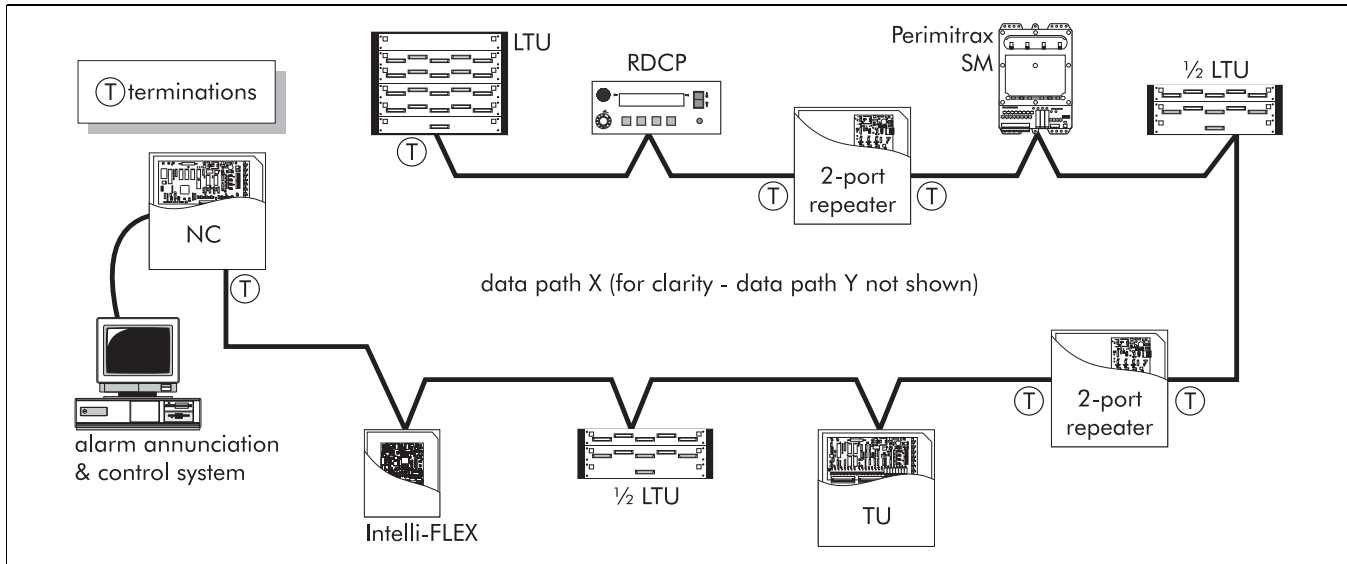 LTU
RDCP
Perimitrax
SM
½ LTU
T terminations
T
T
2-port
repeater
T
NC
T
data path X (for clarity - data path Y not shown)
T
2-port
repeater
T
alarm annunciation
& control system
Intelli-FLEX
½ LTU
TU